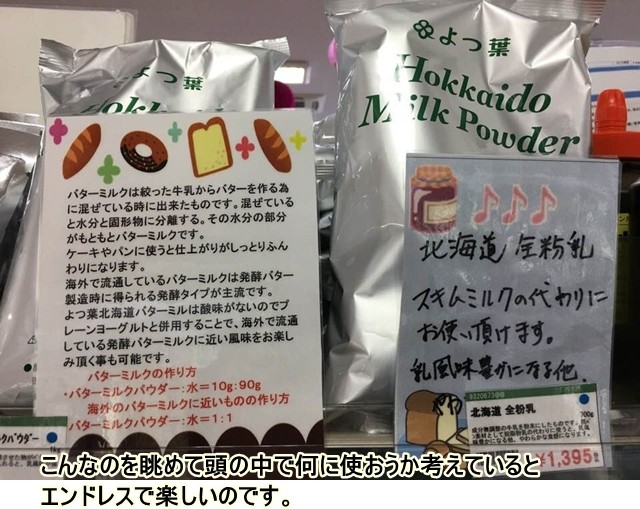 よつ葉
よつ葉
Hokkaido
Milk Powder
バターミルクは絞った牛乳からバターを作る為
に混ぜている時に出来たものです。混ぜている
と水分と固形物に分離する。その水分の部分
がもともとバターミルクです。
ケーキやパンに使うと仕上がりがしっとりふん
わりになります。
海外で流通しているバターミルクは発酵バター
製造時に得られる発酵タイプが主流です。
よつ葉北海道バターミルは酸味がないのでプ
レーンヨーグルトと併用することで、海外で流通
している発酵バターミルクに近い風味をお楽し
み頂く事も可能です。
バターミルクの作り方
・バターミルクパウダー:水=10g:90g
海外のバターミルクに近いものの作り方
・バターミルクパウダー:水=1:1
北海道 全粉乳
スキムミルクの代わりに
お使い頂けます。
乳風味豊かになる他、
北海道 全粉乳
700g
¥1,395
クパウダー
こんなのを眺めて頭の中で何に使おうか考えていると
エンドレスで楽しいのです。